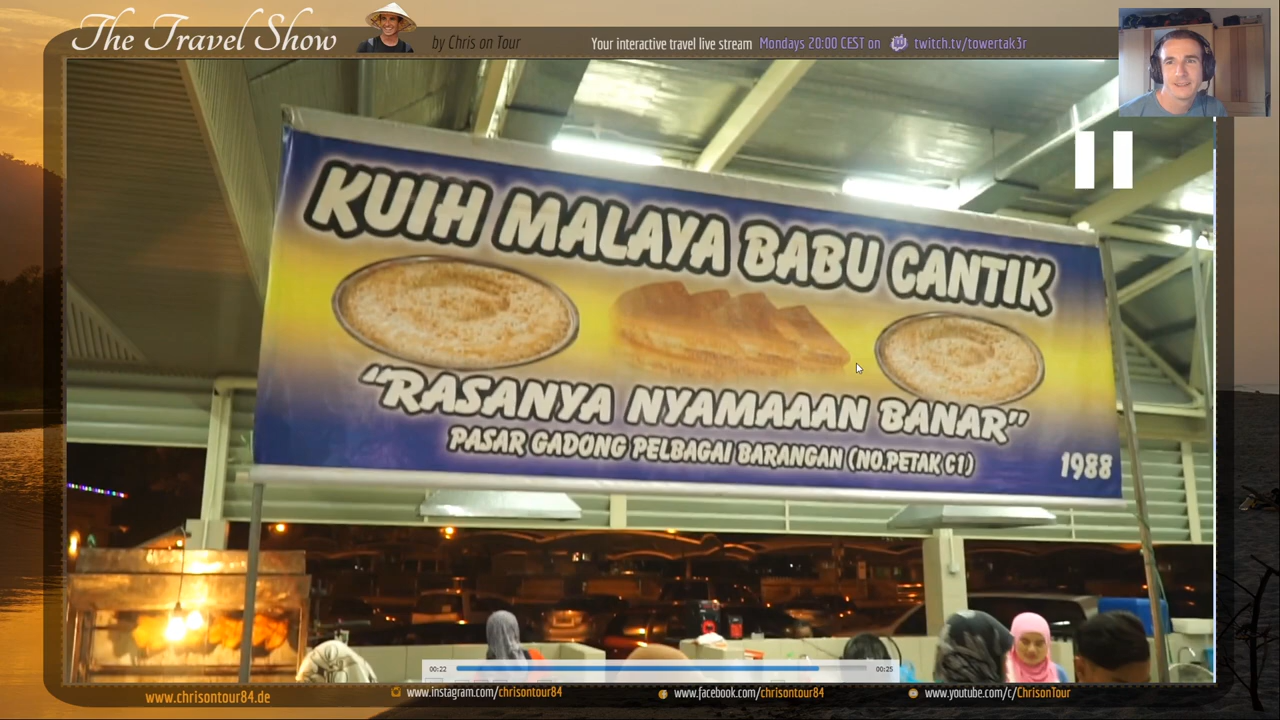 The Travel Show
by Chris on Tour
Your interactive travel live stream Mondays 20:00 CEST on twitch.tv/towertak3r
KUIH MALAYA BABU CANTIK
"RASANYA NYAMAAAN BANAR"
PASAR GADONG PELBAGAI BARANGAN (NO.PETAK C1)
1988
00:22
00:25
www.chrisontour84.de
www.instagram.com/chrisontour84
www.facebook.com/chrisontour84
www.youtube.com/c/ChrisonTour